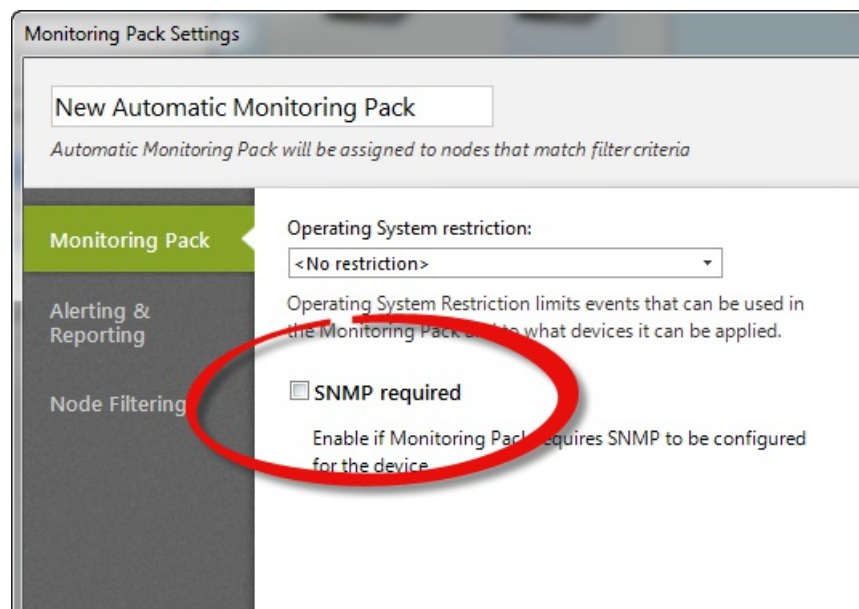 Monitoring Pack Settings
New Automatic Monitoring Pack
Automatic Monitoring Pack will be assigned to nodes that match filter criteria
Monitoring Pack
Alerting &
Reporting
Node Filtering
Operating System restriction:
<No restriction>
Operating System Restriction limits events that can be used in
the Monitoring Pack and to what devices it can be applied.
SNMP required
Enable if Monitoring Pack requires SNMP to be configured
for the device